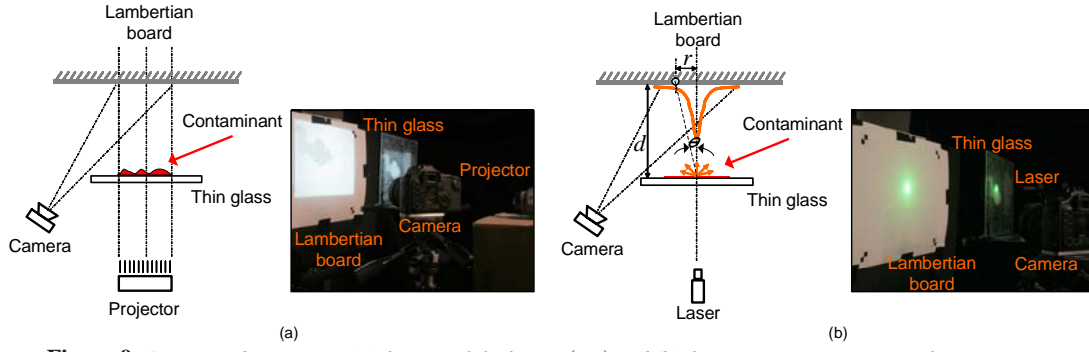 Lambertian
board
Contaminant
Thin glass
Camera
Projector
Thin glass
Projector
Camera
Lambertian
board
(a)
Lambertian
board
r
d
θ
Contaminant
Thin glass
Camera
Laser
Thin glass
Laser
Lambertian
board
Camera
(b)